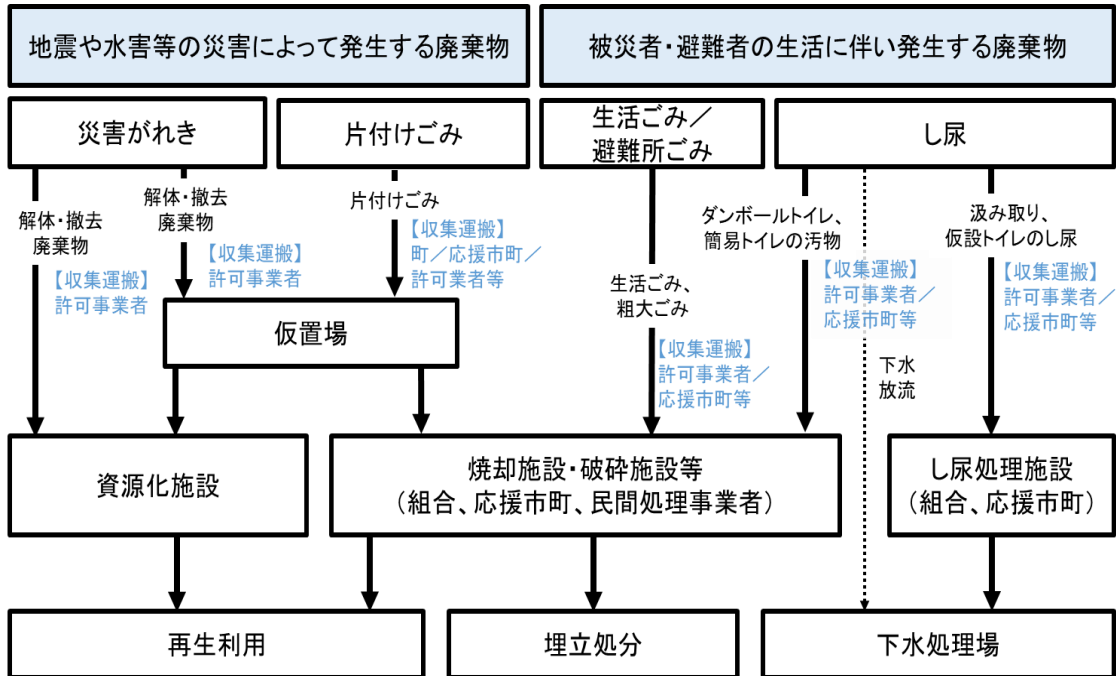 地震や水害等の災害によって発生する廃棄物
被災者・避難者の生活に伴い発生する廃棄物
災害がれき
片付けごみ
生活ごみ／
避難所ごみ
し尿
解体・撤去
廃棄物
【収集運搬】
許可事業者
解体・撤去
廃棄物
【収集運搬】
許可事業者
片付けごみ
【収集運搬】
町／応援市町／
許可業者等
生活ごみ、
粗大ごみ
【収集運搬】
許可事業者／
応援市町等
ダンボールトイレ、
簡易トイレの汚物
【収集運搬】
許可事業者／
応援市町等
下水
放流
汲み取り、
仮設トイレのし尿
【収集運搬】
許可事業者／
応援市町等
仮置場
資源化施設
焼却施設・破砕施設等
（組合、応援市町、民間処理事業者）
し尿処理施設
（組合、応援市町）
再生利用
埋立処分
下水処理場